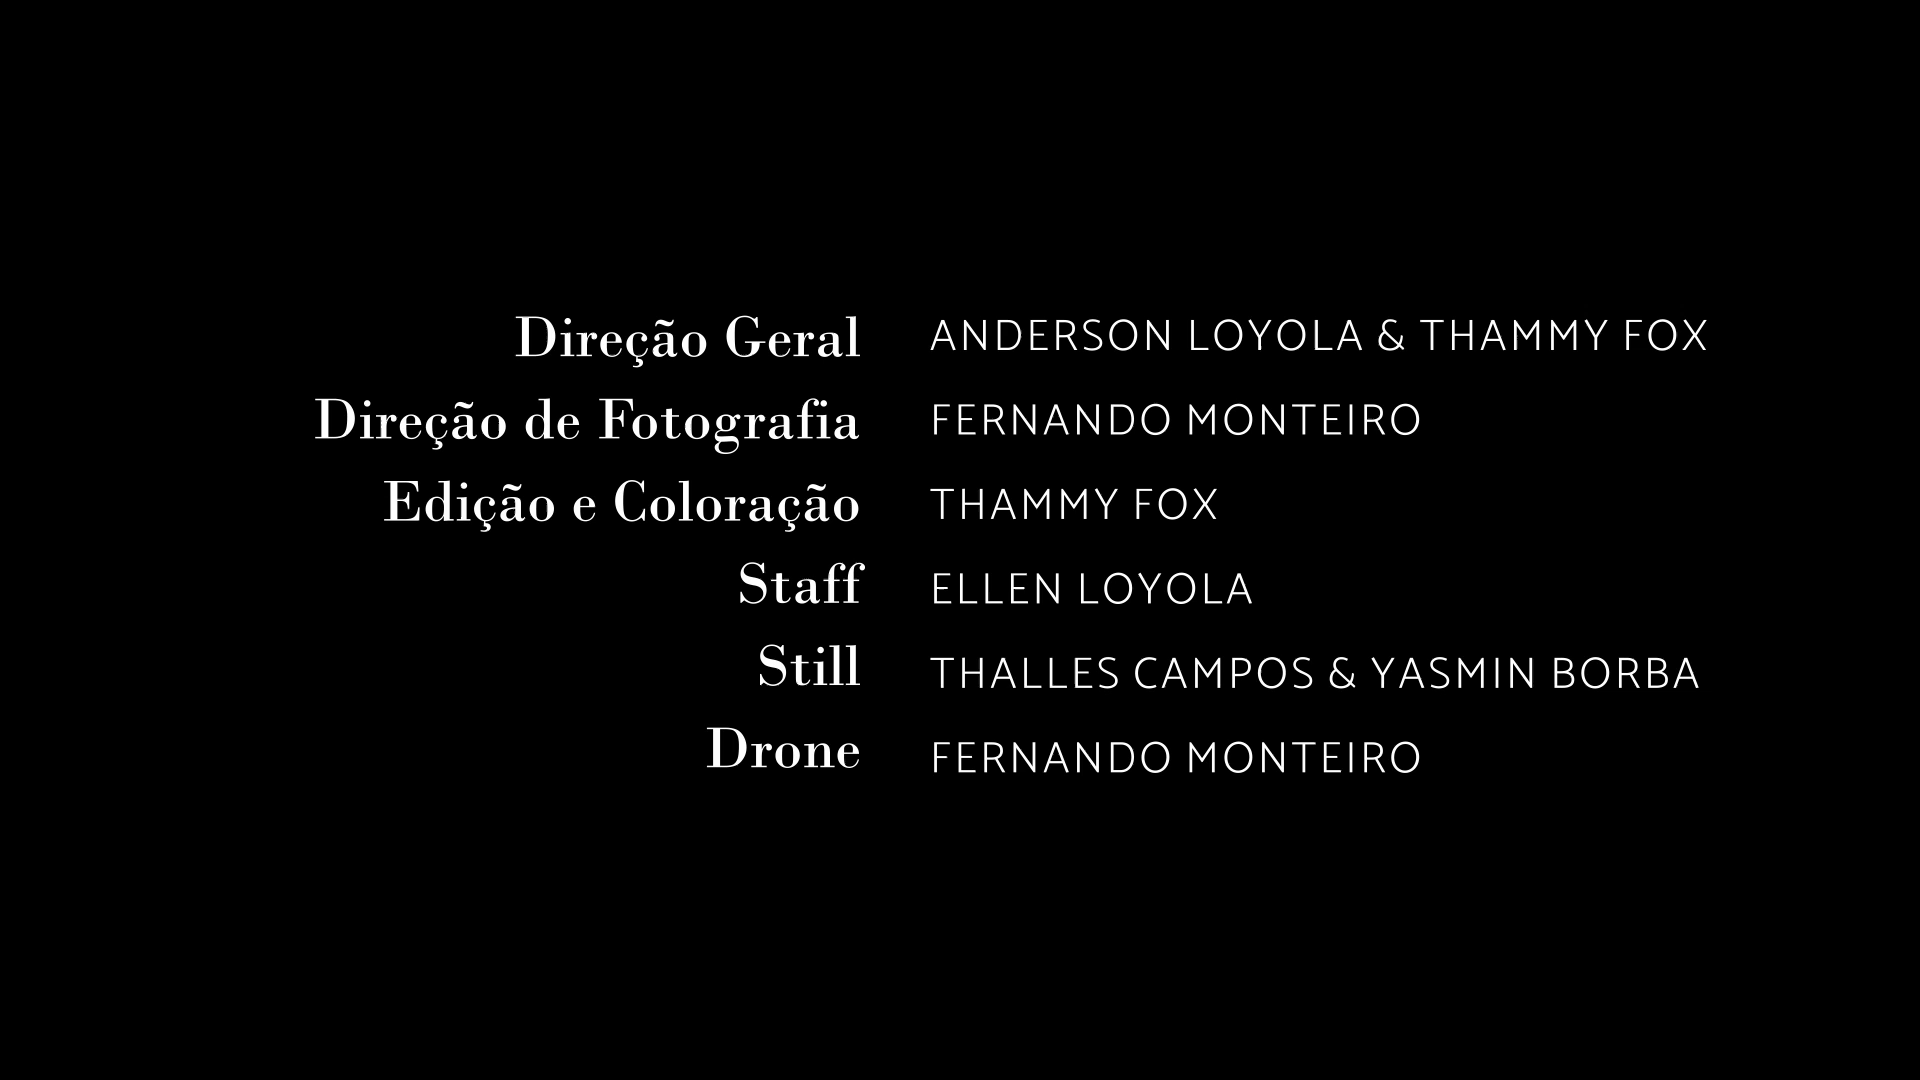 Direção Geral ANDERSON LOYOLA & THAMMY FOX
Direção de Fotografia FERNANDO MONTEIRO
Edição e Coloração THAMMY FOX
Staff ELLEN LOYOLA
Still THALLES CAMPOS & YASMIN BORBA
Drone FERNANDO MONTEIRO